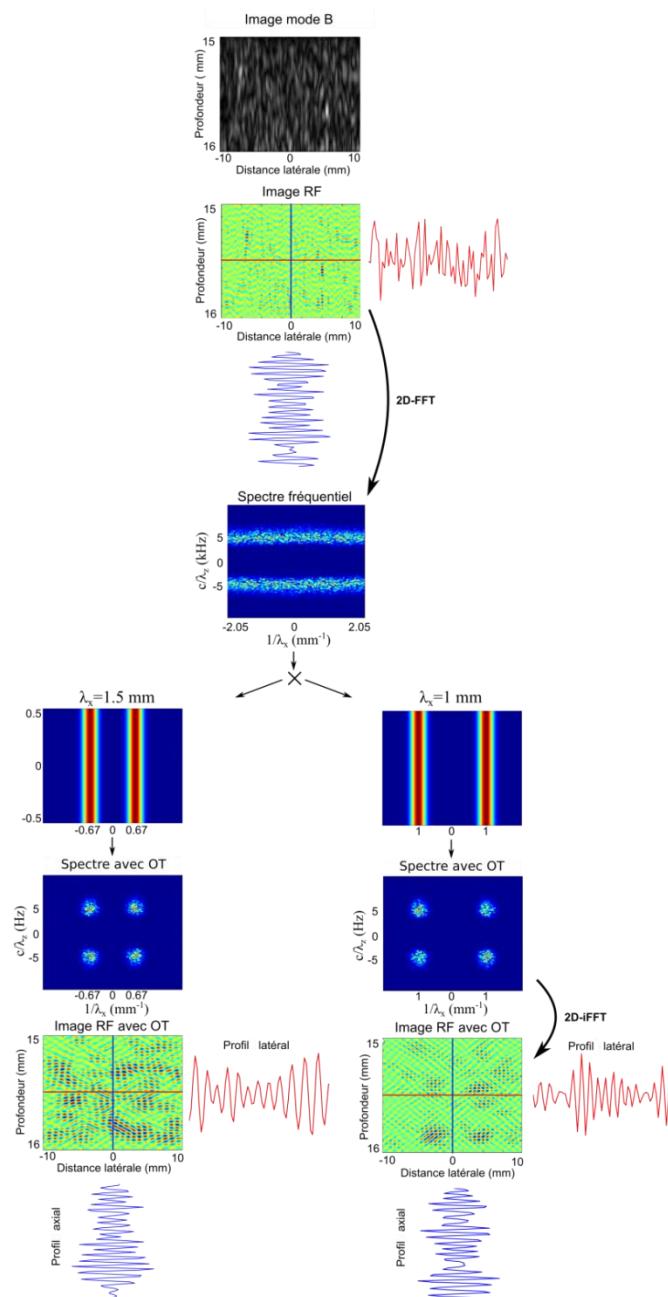 Image mode B
15
Profondeur ( mm)
16
-10 0 10
Distance latérale (mm)
Image RF
15
Profondeur (mm)
16
-10 0 10
Distance latérale (mm)
2D-FFT
Spectre fréquentiel
c/λz (kHz)
5
0
-5
-2.05 0 2.05
1/λx (mm-1)
λx=1.5 mm
0.5
0
-0.5
-0.67 0 0.67
λx=1 mm
1 0 1
Spectre avec OT
c/λz (Hz)
5
0
-5
-0.67 0 0.67
1/λx (mm-1)
Spectre avec OT
c/λz (Hz)
5
0
-5
1 0 1
1/λx (mm-1)
2D-iFFT
Image RF avec OT
15
Profondeur (mm)
16
-10 0 10
Distance latérale (mm)
Profil latéral
Profil axial
Image RF avec OT
15
Profondeur (mm)
16
-10 0 10
Distance latérale (mm)
Profil latéral
Profil axial